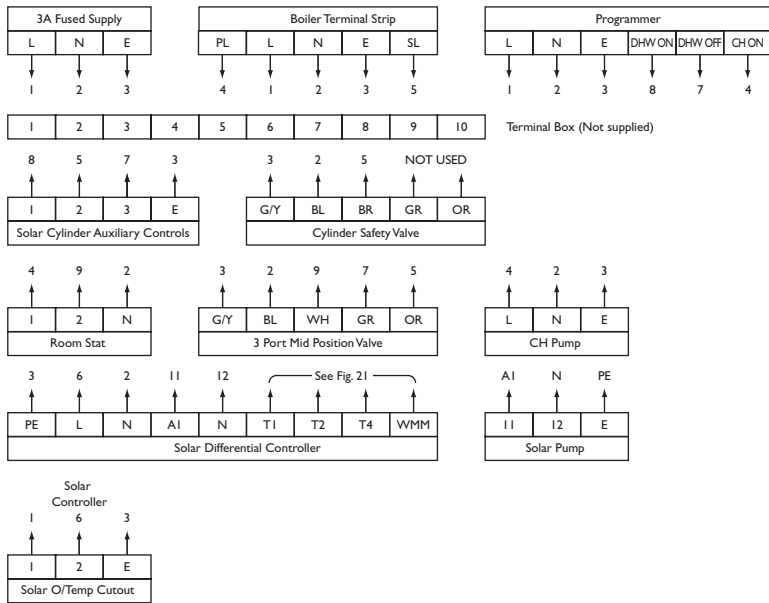 3A Fused Supply Boiler Terminal Strip Programmer
L N E PL L N E SL L N E DHW ON DHW OFF CH ON
1 2 3 4 1 2 3 5 1 2 3 8 7 4
1 2 3 4 5 6 7 8 9 10 Terminal Box (Not supplied)
8 5 7 3 3 2 5 NOT USED
1 2 3 E G/Y BL BR GR OR
Solar Cylinder Auxiliary Controls Cylinder Safety Valve
4 9 2 3 2 9 7 5 4 2 3
1 2 N G/Y BL WH GR OR L N E
Room Stat 3 Port Mid Position Valve CH Pump
3 6 2 11 12 See Fig. 21 A1 N PE
PE L N A1 N T1 T2 T4 WMM 11 12 E
Solar Differential Controller Solar Pump
Solar
Controller
1 6 3
1 2 E
Solar O/Temp Cutout